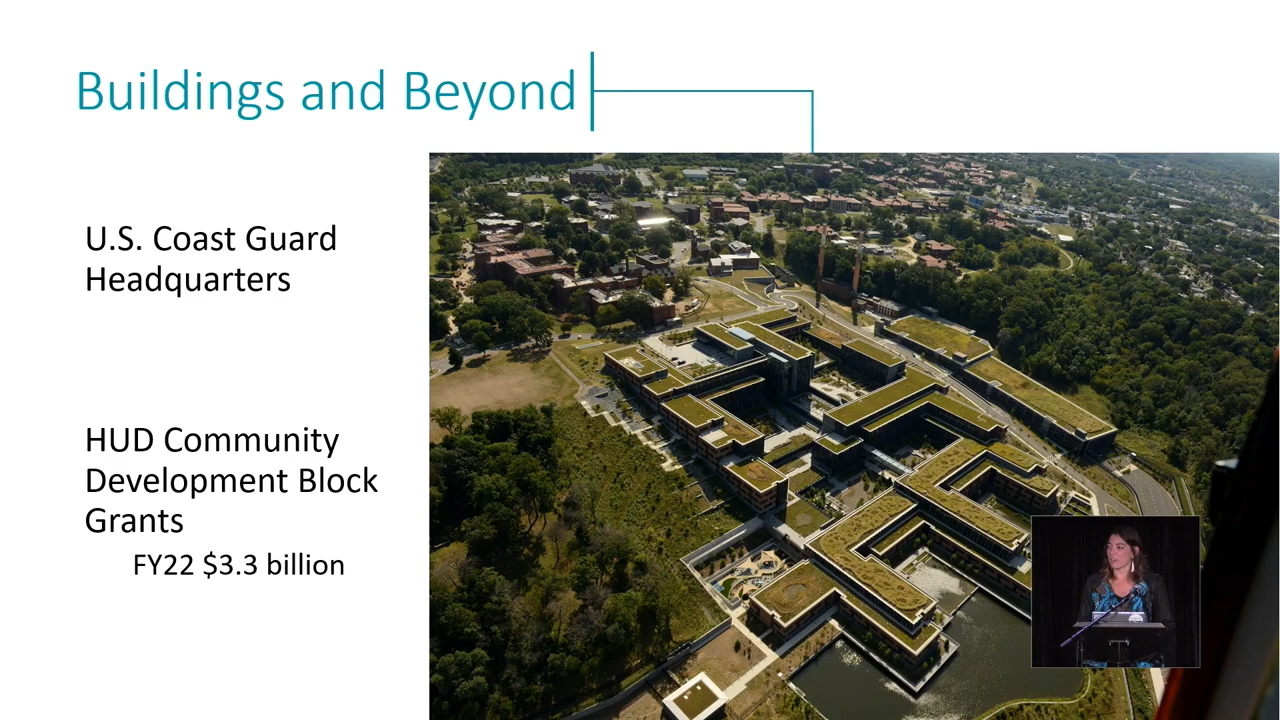 Buildings and Beyond
U.S. Coast Guard
Headquarters
HUD Community
Development Block
Grants
FY22 $3.3 billion